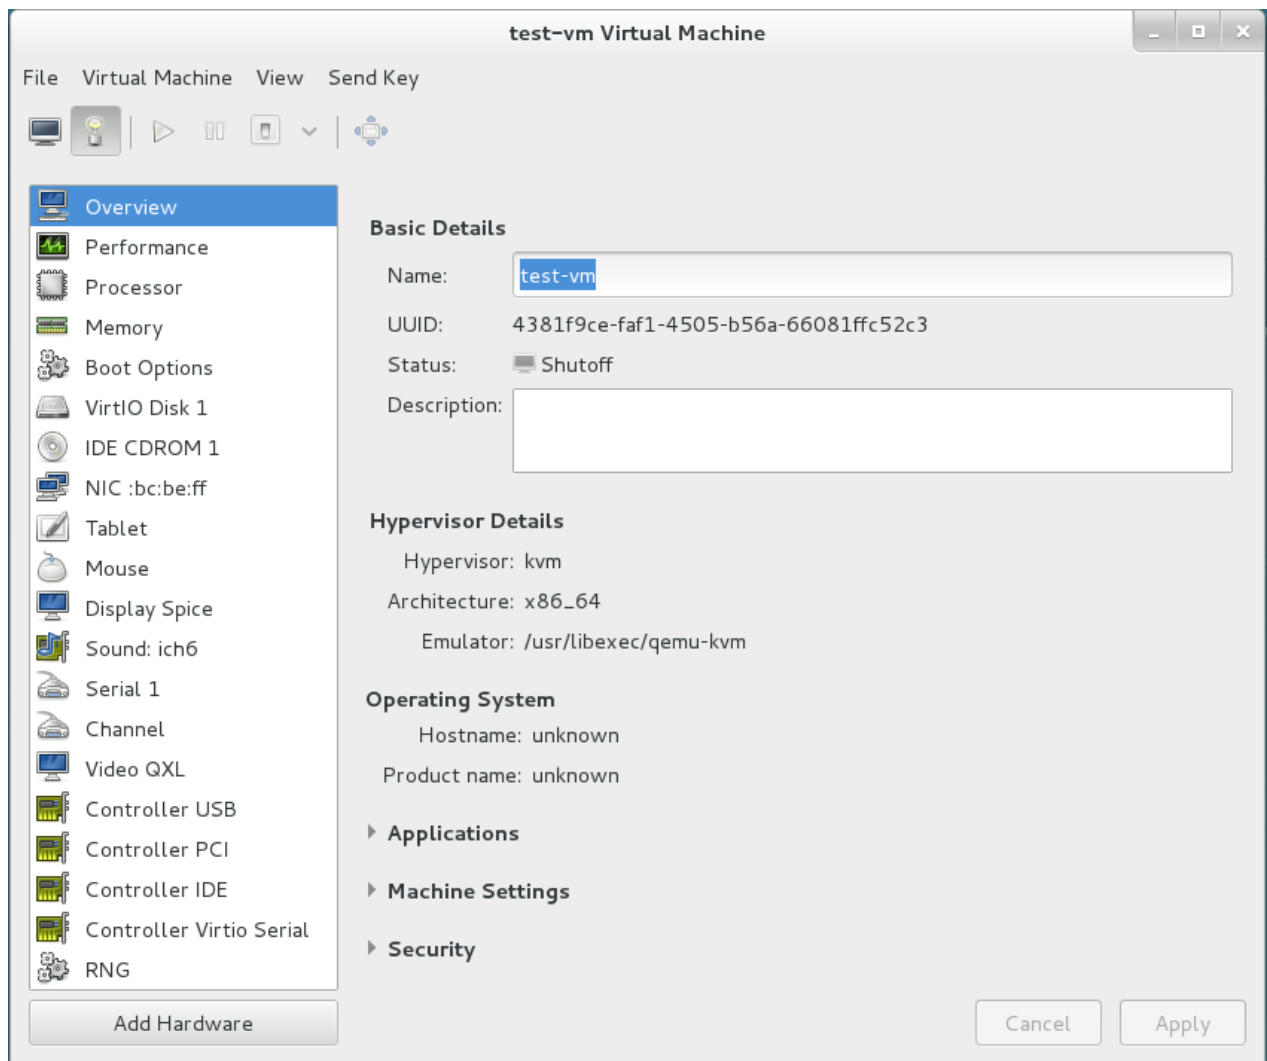 test-vm Virtual Machine
File Virtual Machine View Send Key
Overview
Performance
Processor
Memory
Boot Options
VirtIO Disk 1
IDE CDROM 1
NIC :bc:be:ff
Tablet
Mouse
Display Spice
Sound: ich6
Serial 1
Channel
Video QXL
Controller USB
Controller PCI
Controller IDE
Controller Virtio Serial
RNG
Add Hardware
Basic Details
Name: test-vm
UUID: 4381f9ce-faf1-4505-b56a-66081ffc52c3
Status: Shutoff
Description:
Hypervisor Details
Hypervisor: kvm
Architecture: x86_64
Emulator: /usr/libexec/qemu-kvm
Operating System
Hostname: unknown
Product name: unknown
Applications
Machine Settings
Security
Cancel Apply